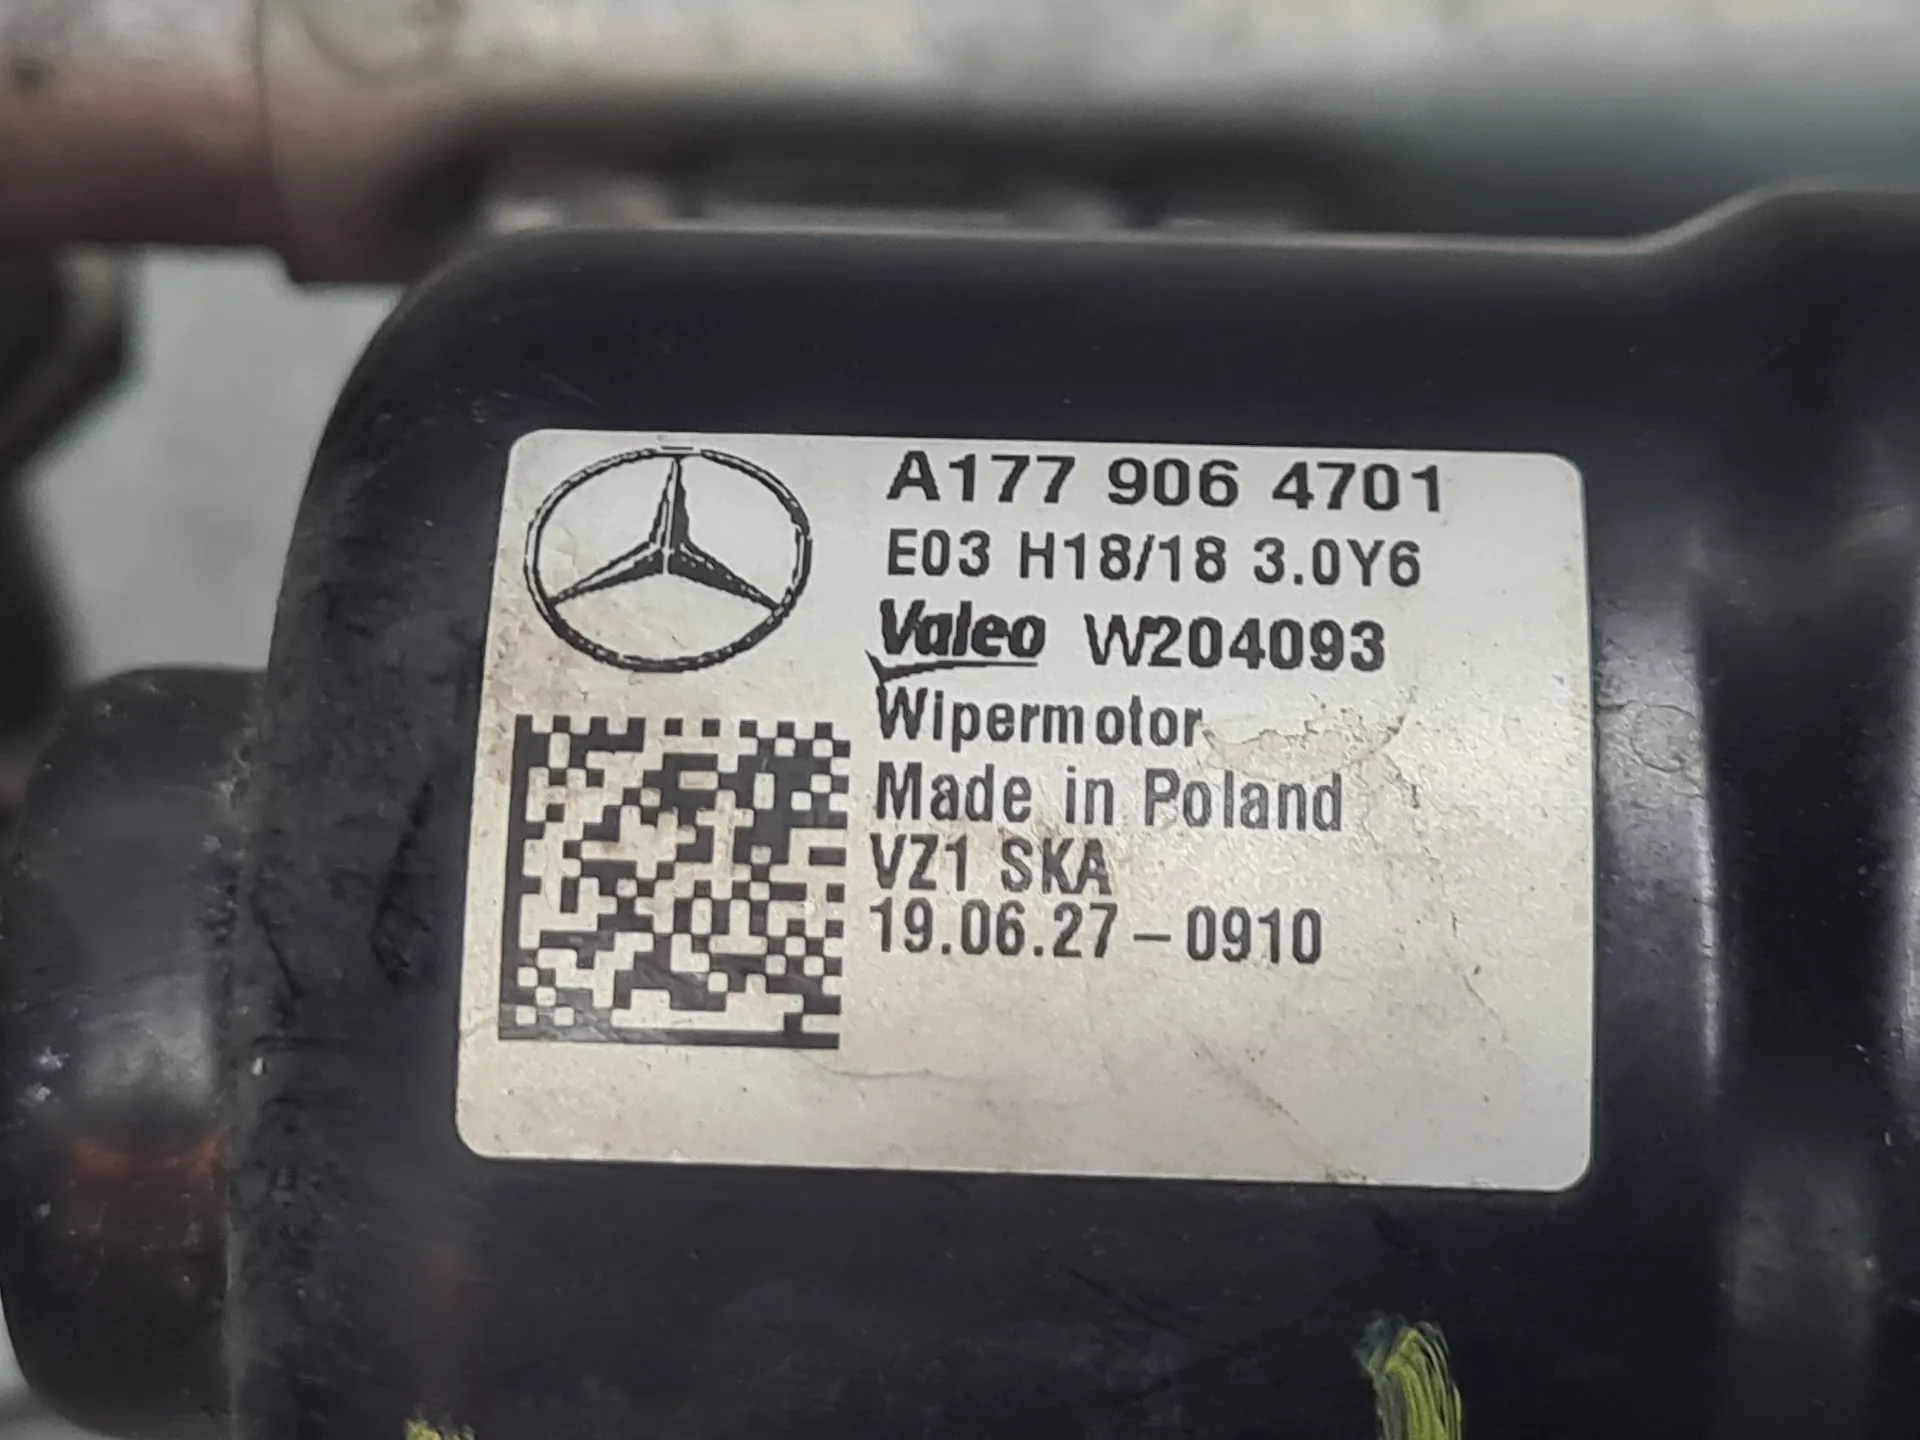 A177 906 4701
E03 H18/18 3.0Y6
Valeo W204093
Wipermotor
Made in Poland
VZ1 SKA
19.06.27-0910